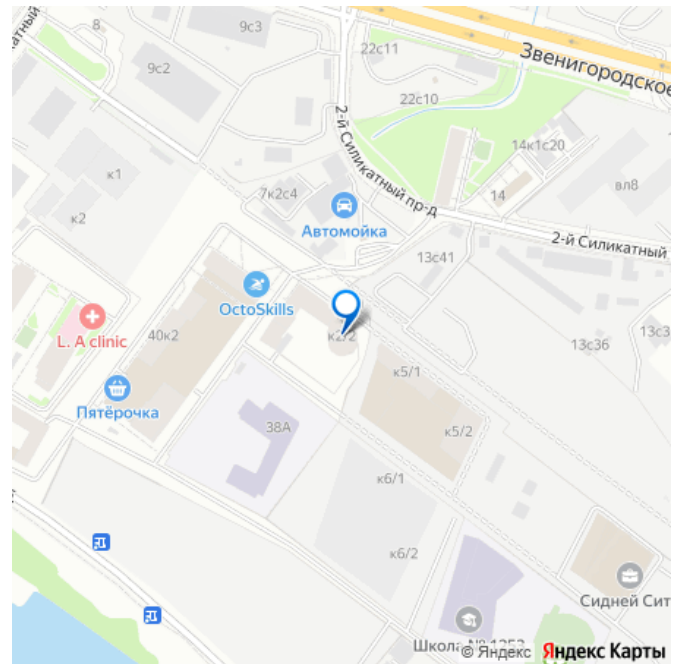 8
9с3
22с11
Звенигородское
9с2
2-й Силикатный пр-д
22с10
14к1с20
к1
7к2с4
14
вл8
к2
Автомойка
2-й Силикатный
13с41
OctoSkills
L. A clinic
40к2
к2/2
13с36
к5/1
Пятёрочка
38А
к5/2
к6/1
к6/2
Сидней Сит
Школа №
© Яндекс Яндекс Карты